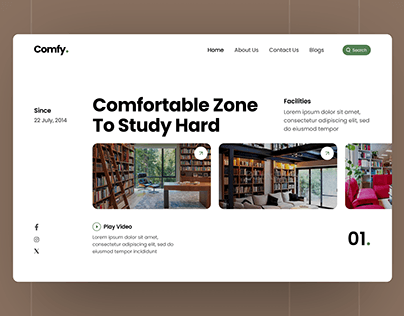 Comfy.
Home About Us Contact Us Blogs Search
Since
22 July, 2014
Comfortable Zone
To Study Hard
Facilities
Lorem ipsum dolor sit amet,
consectetur adipiscing elit, sed do
eiusmod tempor
Play Video
Lorem ipsum dolor sit amet,
consectetur adipiscing elit, sed do
eiusmod tempor incididunt
01.